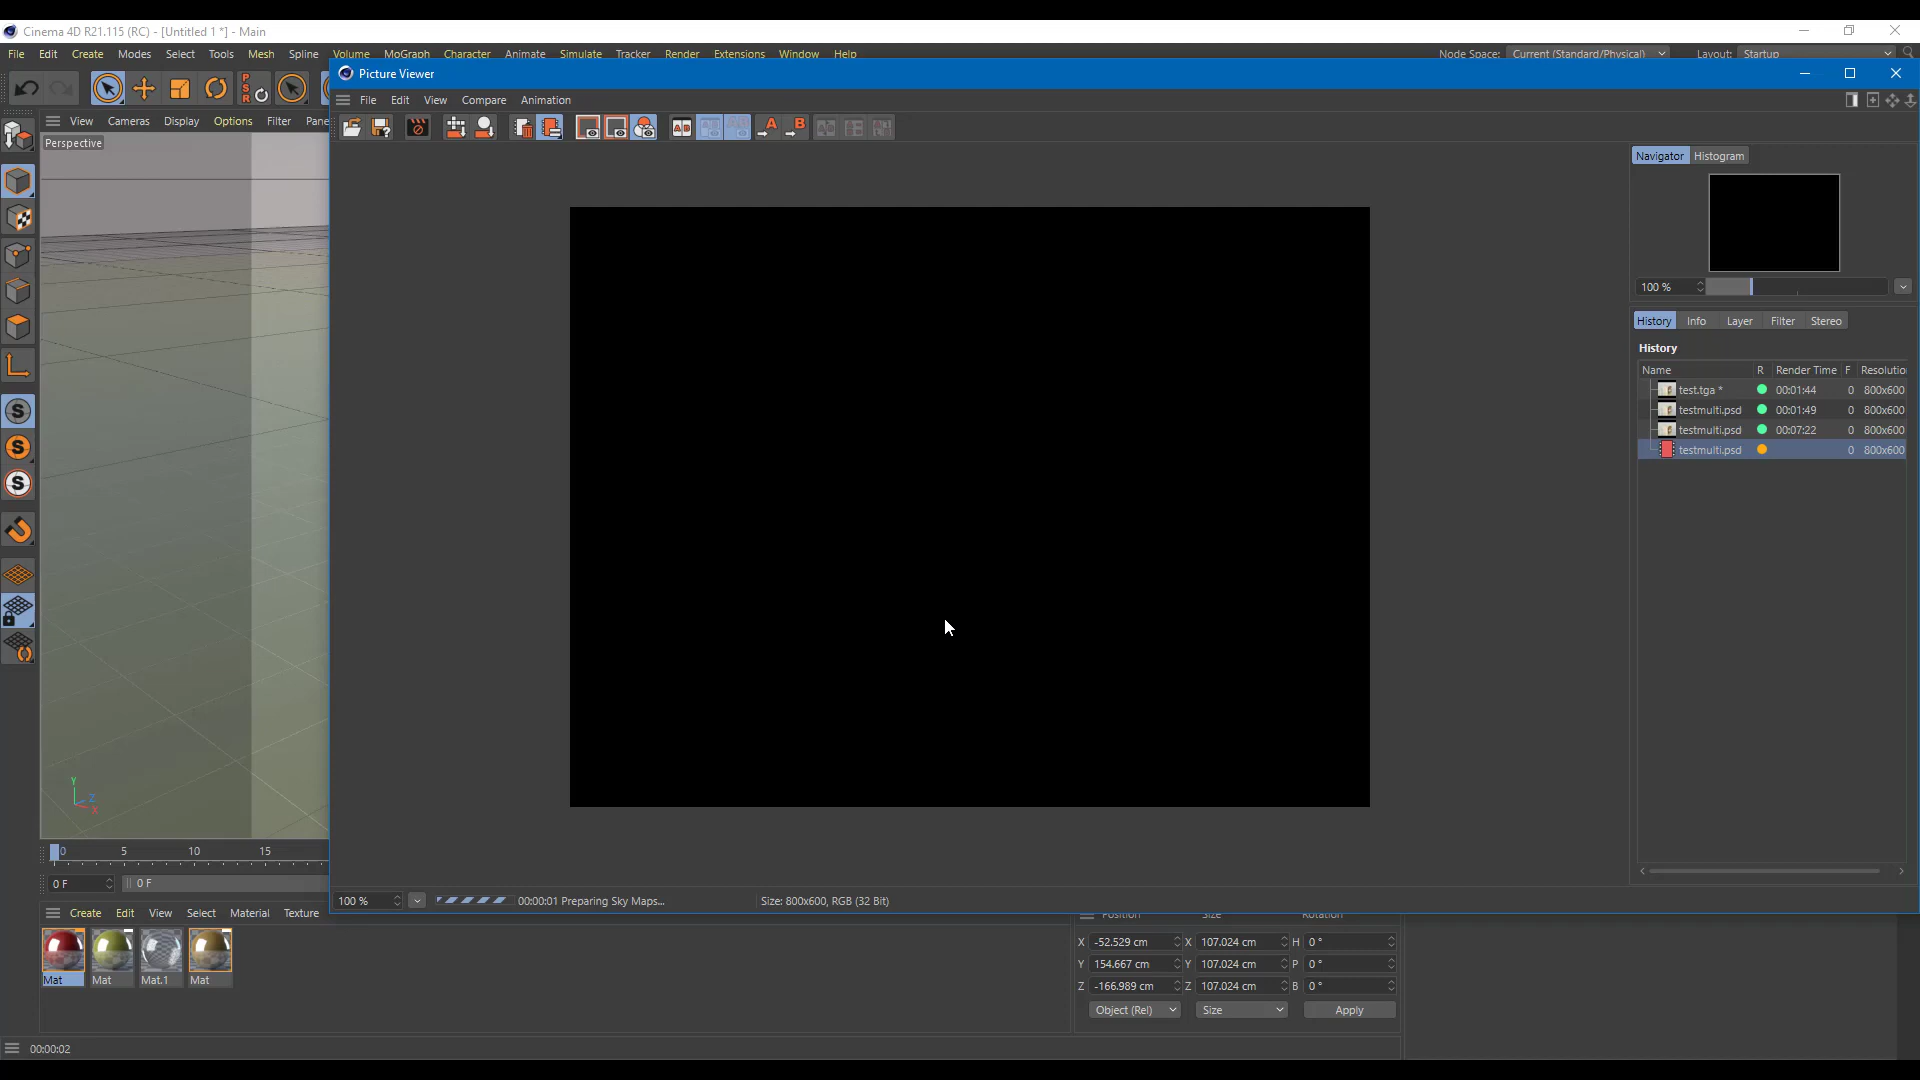 Cinema 4D R21.115 (RC) - [Untitled 1 *] - Main
File Edit Create Modes Select Tools Mesh Spline Volume MoGraph Character Animate Simulate Tracker Render Extensions Window Help Node Space: Current (Standard/Physical) Layout: Startup
Picture Viewer
File Edit View Compare Animation
PSR
AB
A
B
View Cameras Display Options Filter Pane
Perspective
Navigator Histogram
100 %
History Info Layer Filter Stereo
History
Name R Render Time F Resolutio
test.tga * 00:01:44 0 800x600
testmulti.psd 00:01:49 0 800x600
testmulti.psd 00:07:22 0 800x600
testmulti.psd 0 800x600
S
S
S
Y
Z
X
0 5 10 15
0 F 0 F
100 % 00:00:01 Preparing Sky Maps... Size: 800x600, RGB (32 Bit)
Create Edit View Select Material Texture
Position Size Rotation
X -52.529 cm X 107.024 cm H 0 °
Y 154.667 cm Y 107.024 cm P 0 °
Z -166.989 cm Z 107.024 cm B 0 °
Object (Rel) Size Apply
Mat Mat Mat.1 Mat
00:00:02